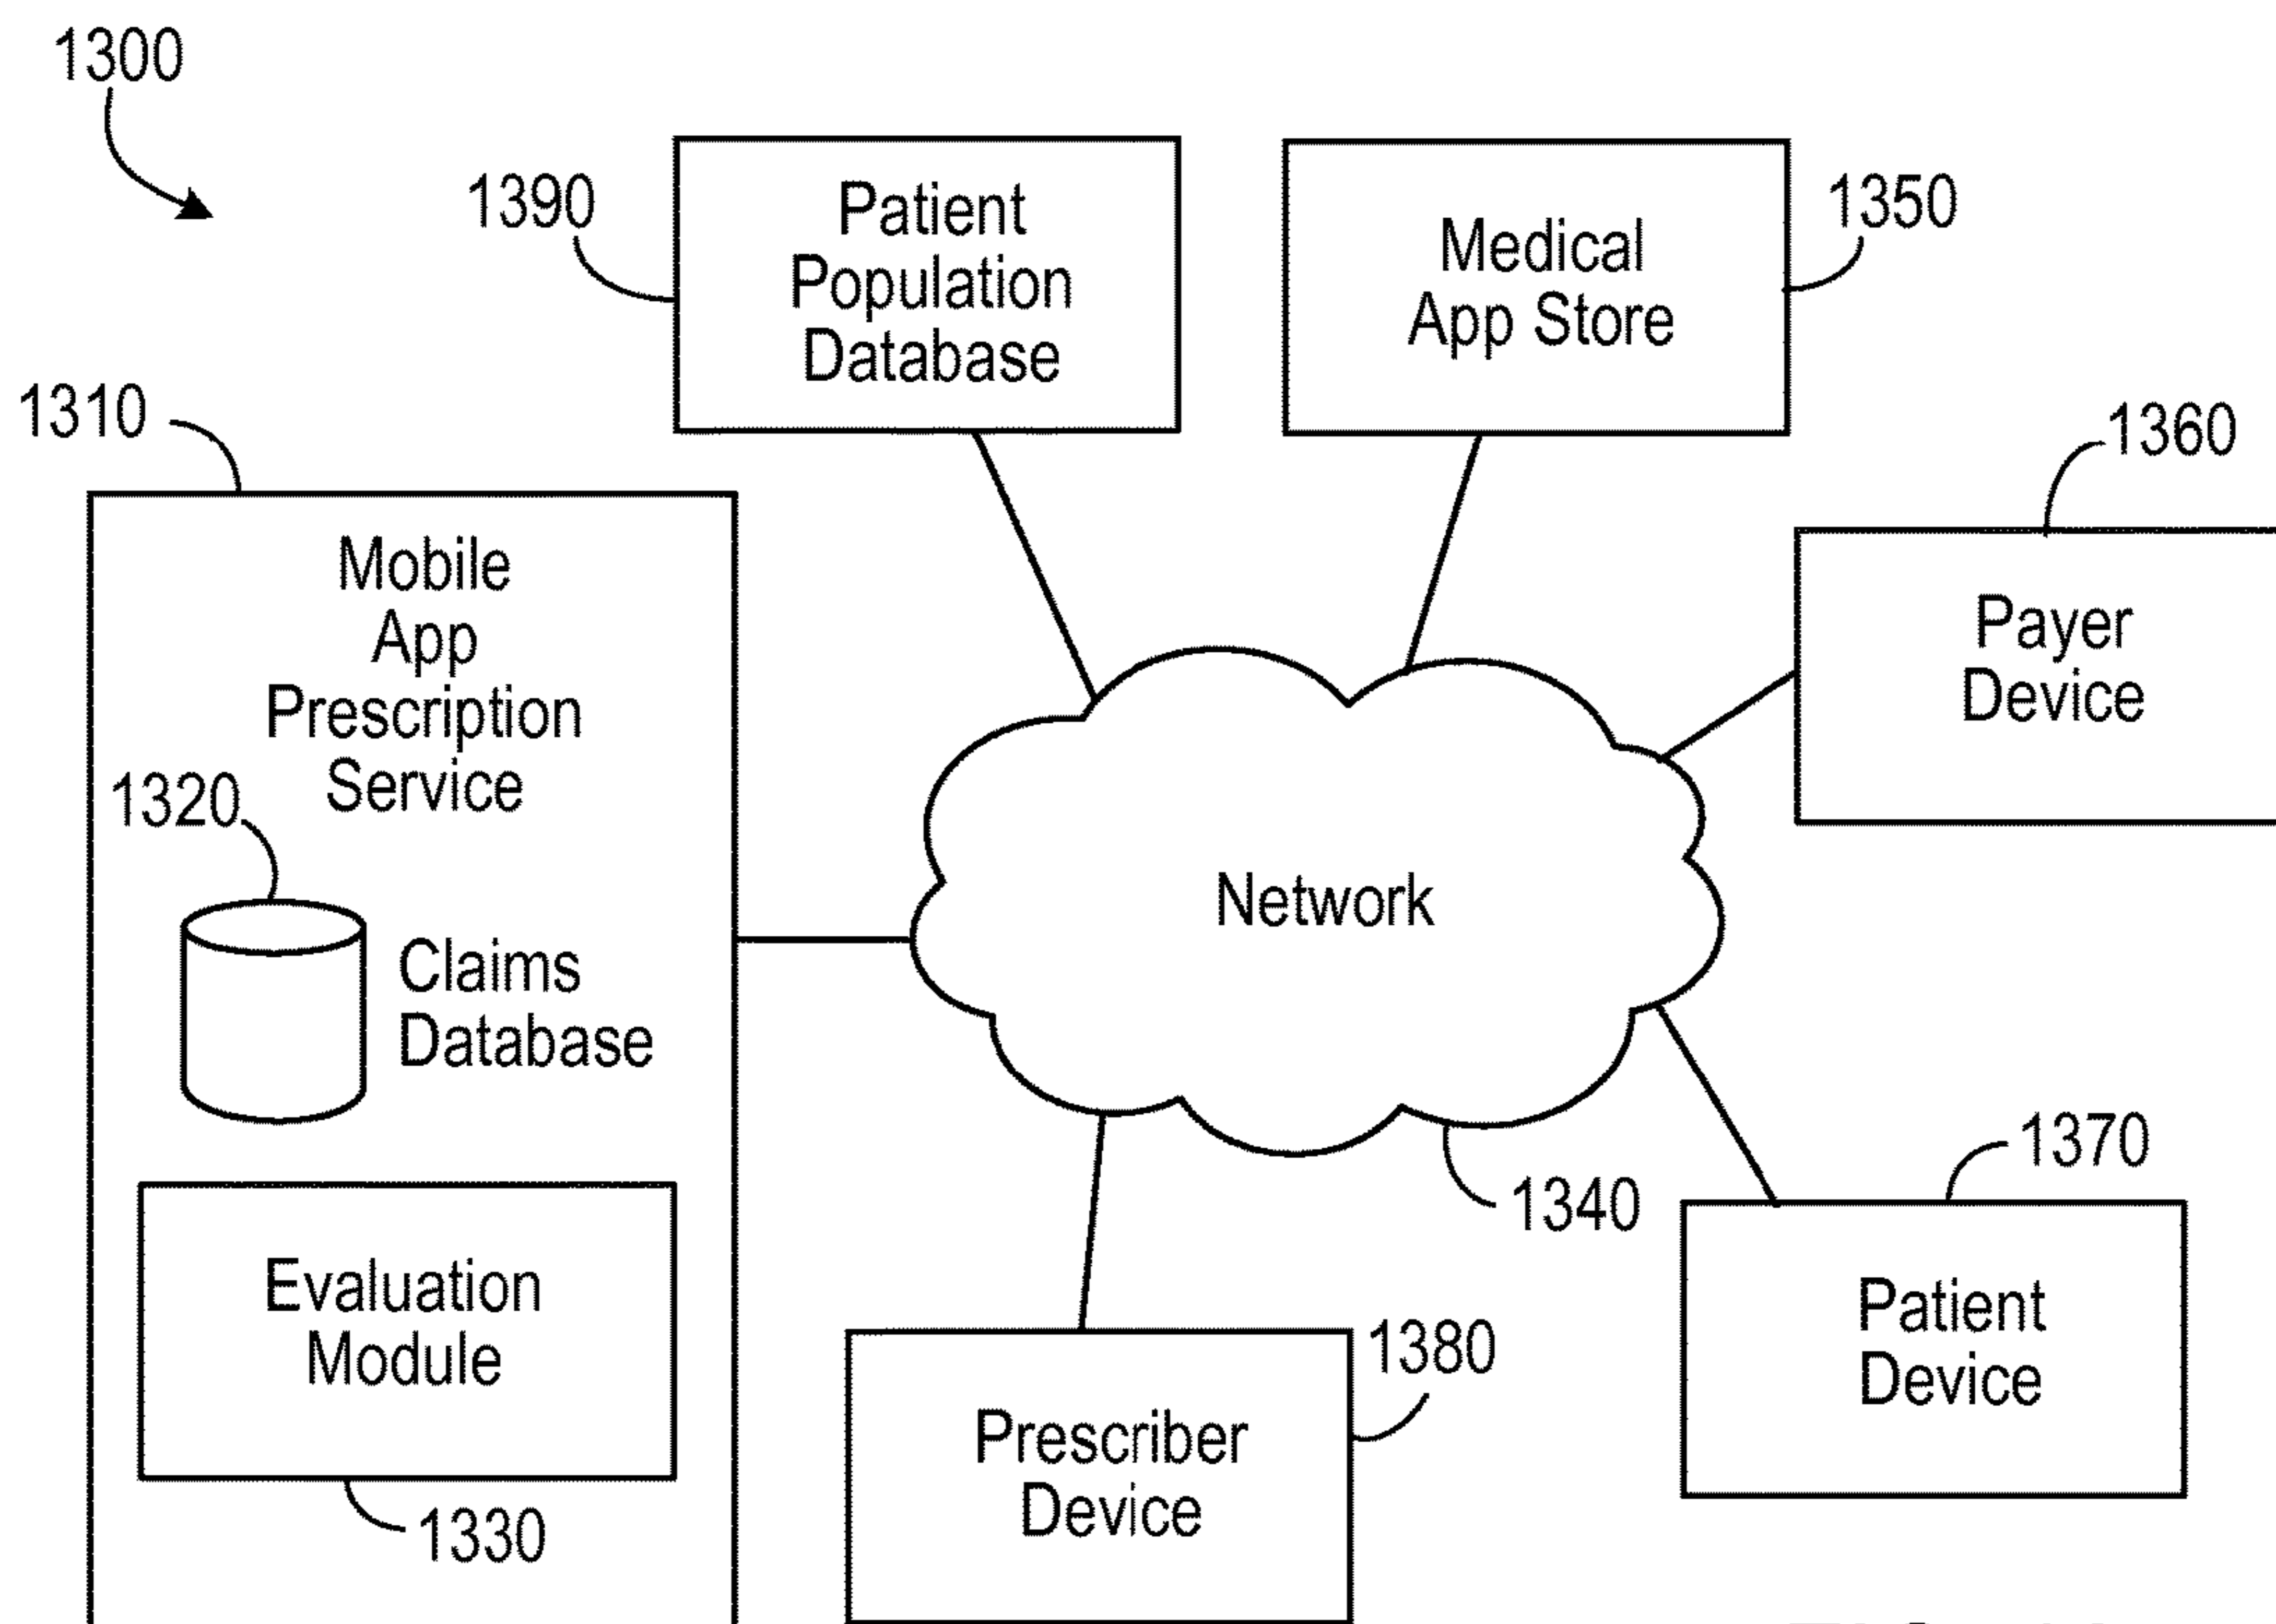 1300
1390
Patient
Population
Database
Medical
App Store
1350
1310
1360
Mobile
App
Prescription
Service
Payer
Device
1320
Claims
Database
Network
1370
1340
Evaluation
Module
Patient
Device
1380
Prescriber
Device
1330